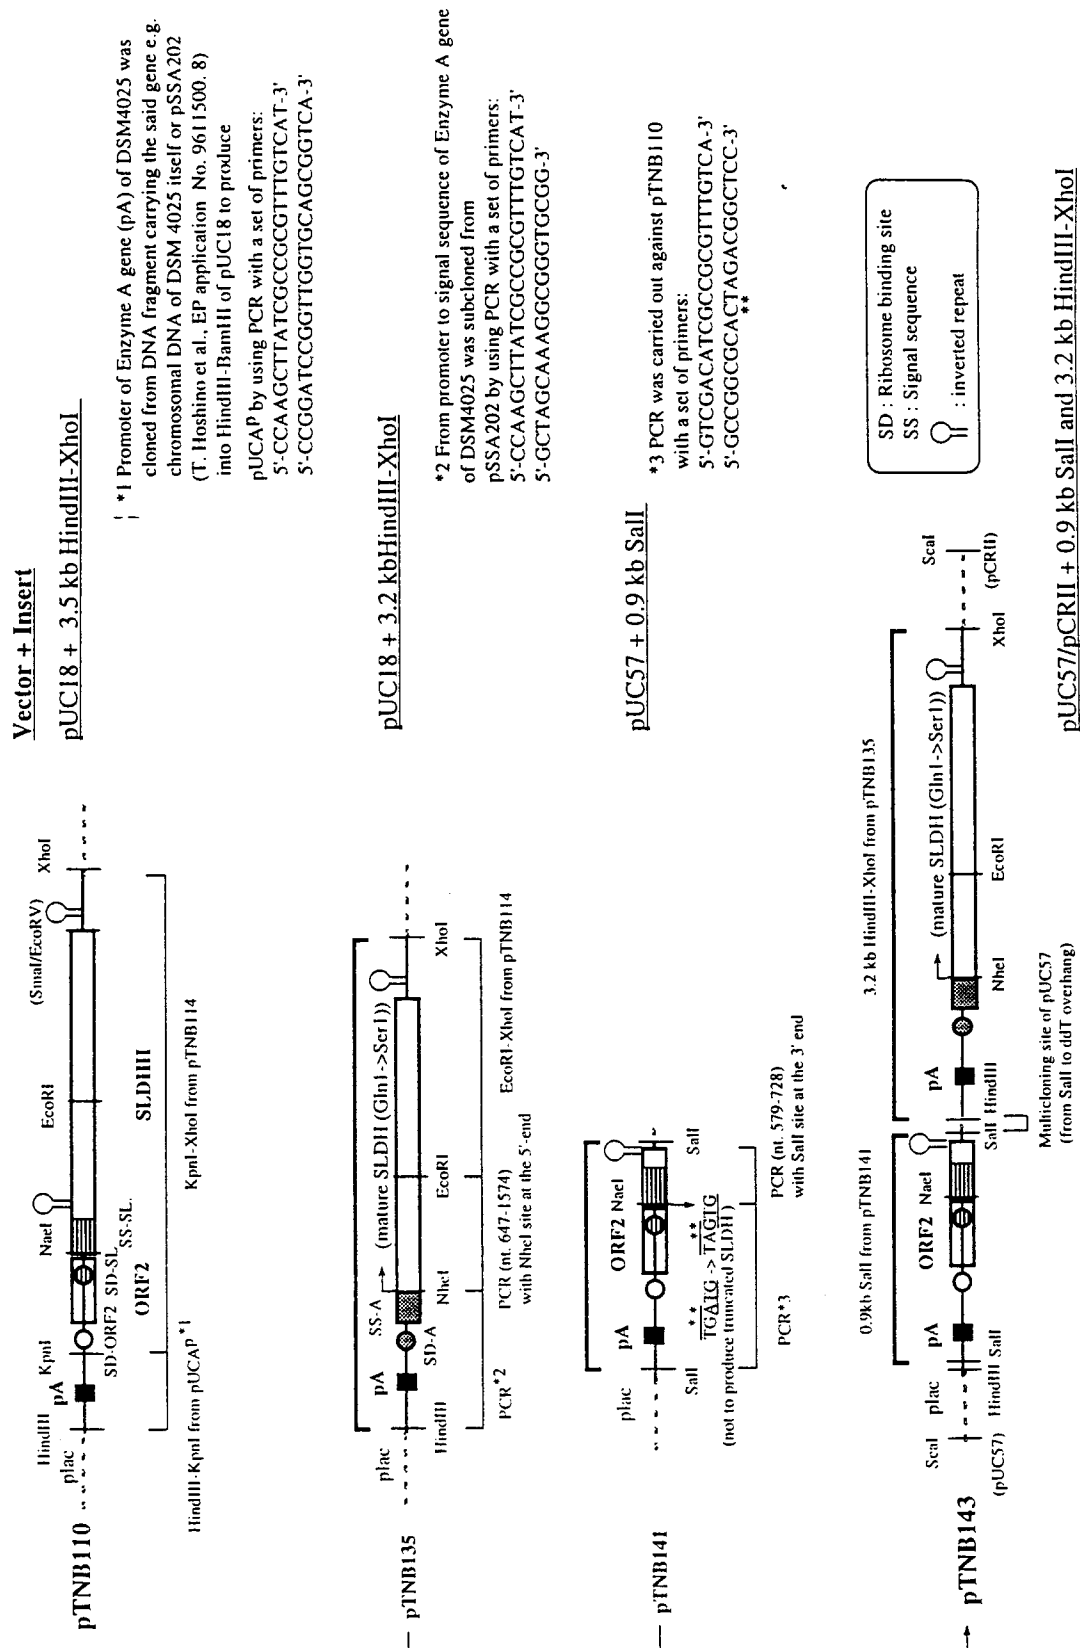 Vector + Insert
pTNB110
HindIII
plac
pA
KpnI
SD-ORF2
ORF2
SD-SL
NaeI
SS-SL
EcoRI
SLDHII
(SmaI/EcoRV)
XhoI
HindIII-KpnI from pUCAp*1
KpnI-XhoI from pTNB114
pUC18 + 3.5 kb HindIII-XhoI
*1 Promoter of Enzyme A gene (pA) of DSM4025 was
cloned from DNA fragment carrying the said gene e.g.
chromosomal DNA of DSM 4025 itself or pSSA202
(T. Hoshino et al., EP application No. 9611500. 8)
into HindIII-BamHI of pUC18 to produce
pUCAp by using PCR with a set of primers:
5'-CCAAGCTTATCGCCGCGTTTGTCAT-3'
5'-CCGGATCCGGTTGGTGCAGCGGTCA-3'
pTNB135
plac
HindIII
pA
SD-A
SS-A
NheI
(mature SLDH (Gln1->Ser1))
EcoRI
XhoI
PCR*2
PCR (nt. 647-1574)
with NheI site at the 5'-end
EcoRI-XhoI from pTNB114
pUC18 + 3.2 kbHindIII-XhoI
*2 From promoter to signal sequence of Enzyme A gene
of DSM4025 was subcloned from
pSSA202 by using PCR with a set of primers:
5'-CCAAGCTTATCGCCGCGTTTGTCAT-3'
5'-GCTAGCAAAGGCGGGTGCGG-3'
pTNB141
plac
SalI
pA
ORF2
NaeI
SalI
** **
TGATG -> TAGTG
(not to produce truncated SLDH)
PCR*3
PCR (nt. 579-728)
with SalI site at the 3' end
pUC57 + 0.9 kb SalI
*3 PCR was carried out against pTNB110
with a set of primers:
5'-GTCGACATCGCCGCGTTTGTCA-3'
5'-GCCGGCGCACTAGACGGCTCC-3'
**
pTNB143
ScaI
(pUC57)
plac
HindIII
SalI
pA
ORF2
NaeI
SalI
HindIII
pA
NheI
(mature SLDH (Gln1->Ser1))
EcoRI
XhoI
ScaI
(pCRII)
0.9kb SalI from pTNB141
3.2 kb HindIII-XhoI from pTNB135
Multicloning site of pUC57
(from SalI to ddT overhang)
SD : Ribosome binding site
SS : Signal sequence
: inverted repeat
pUC57/pCRII + 0.9 kb SalI and 3.2 kb HindIII-XhoI